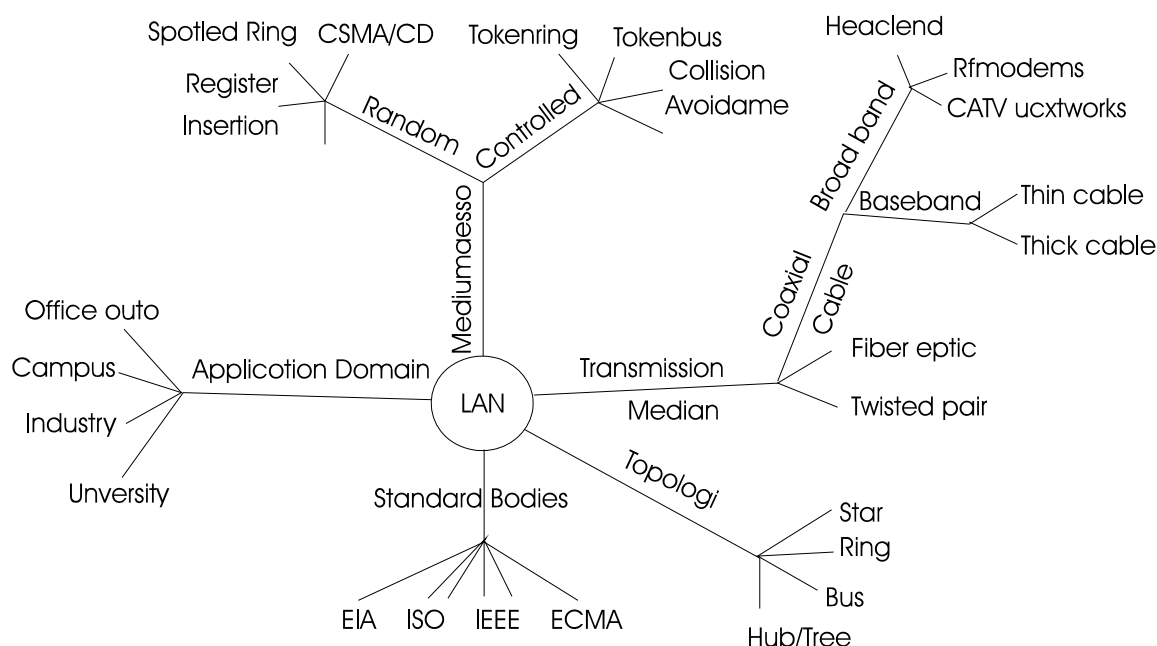 Heaclend
Spotled Ring
CSMA/CD
Tokenring
Tokenbus
Register
Insertion
Collision
Avoidame
Rfmodems
CATV ucxtworks
Random
Controlled
Broad band
Baseband
Thin cable
Thick cable
Mediumaesso
Coaxial
Cable
Office outo
Campus
Industry
Unversity
Applicotion Domain
LAN
Transmission
Median
Fiber eptic
Twisted pair
Topologi
Standard Bodies
Star
Ring
Bus
Hub/Tree
EIA
ISO
IEEE
ECMA